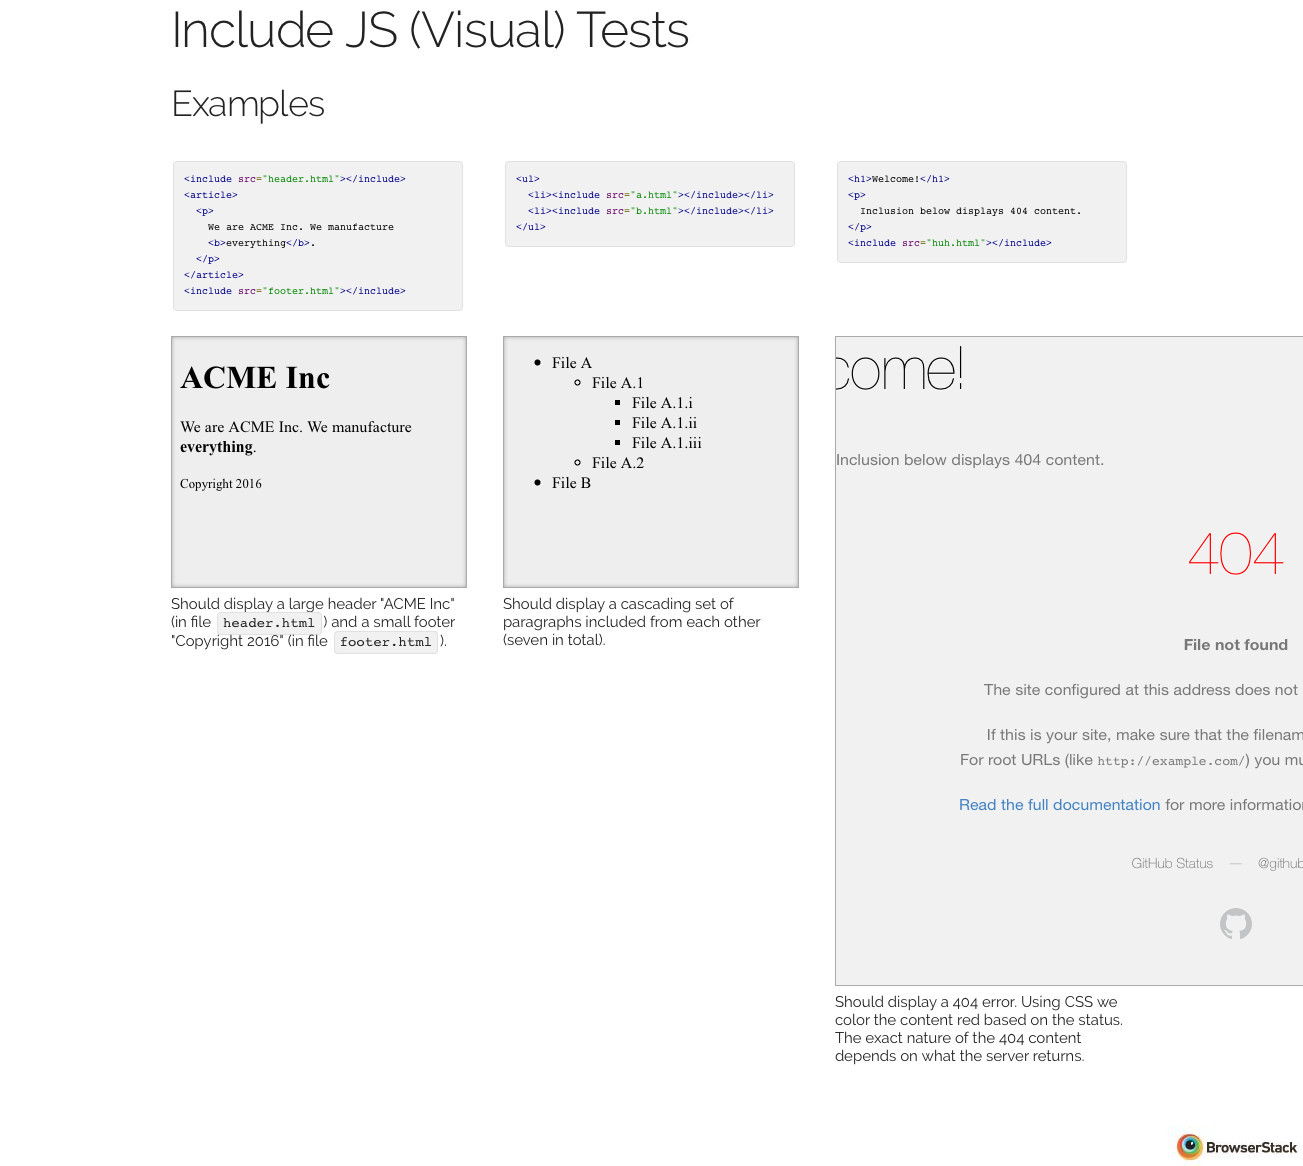 Include JS (Visual) Tests
Examples
<include src="header.html"></include>
<article>
<p>
We are ACME Inc. We manufacture
<b>everything</b>.
</p>
</article>
<include src="footer.html"></include>
<ul>
<li><include src="a.html"></include></li>
<li><include src="b.html"></include></li>
</ul>
<h1>Welcome!</h1>
<p>
Inclusion below displays 404 content.
</p>
<include src="huh.html"></include>
ACME Inc
We are ACME Inc. We manufacture
everything.
Copyright 2016
Should display a large header "ACME Inc"
(in file header.html) and a small footer
"Copyright 2016" (in file footer.html).
File A
File A.1
File A.1.i
File A.1.ii
File A.1.iii
File A.2
File B
Should display a cascading set of
paragraphs included from each other
(seven in total).
come!
Inclusion below displays 404 content.
404
File not found
The site configured at this address does not
If this is your site, make sure that the filenam
For root URLs (like http://example.com/) you mu
Read the full documentation for more information
GitHub Status — @github
Should display a 404 error. Using CSS we
color the content red based on the status.
The exact nature of the 404 content
depends on what the server returns.
BrowserStack